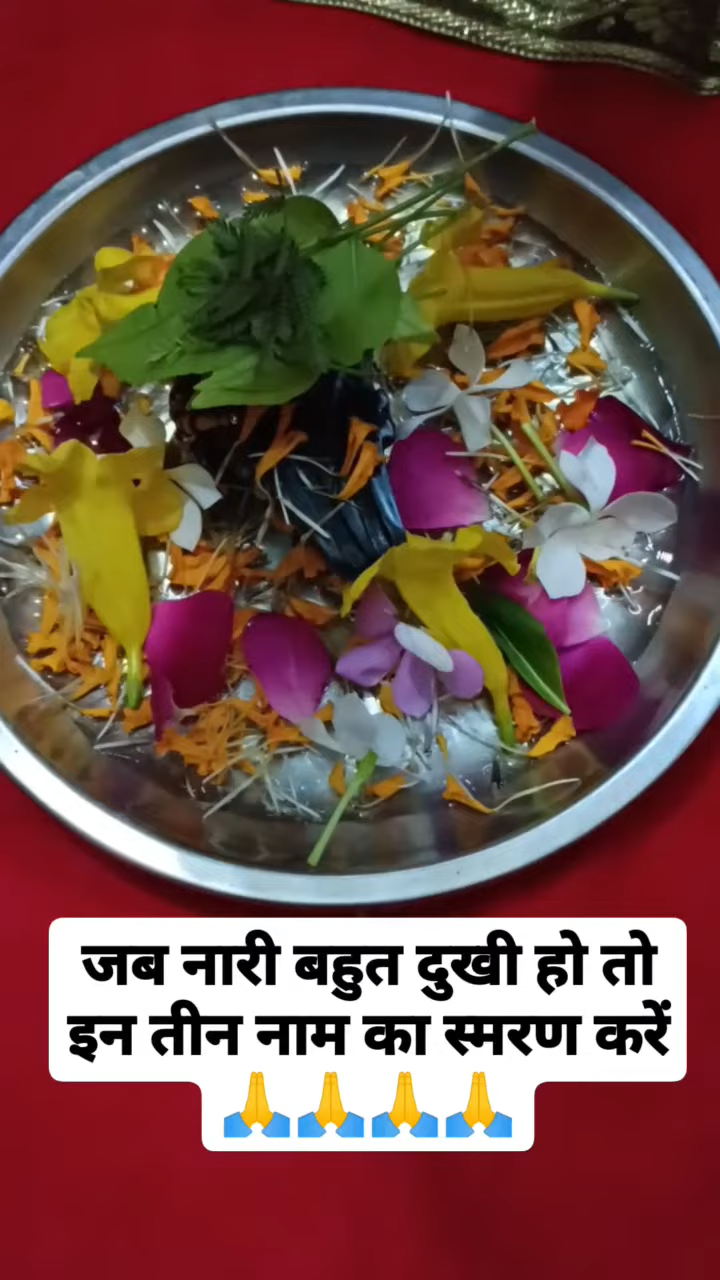 जब नारी बहुत दुखी हो तो
इन तीन नाम का स्मरण करें
🙏🙏🙏🙏